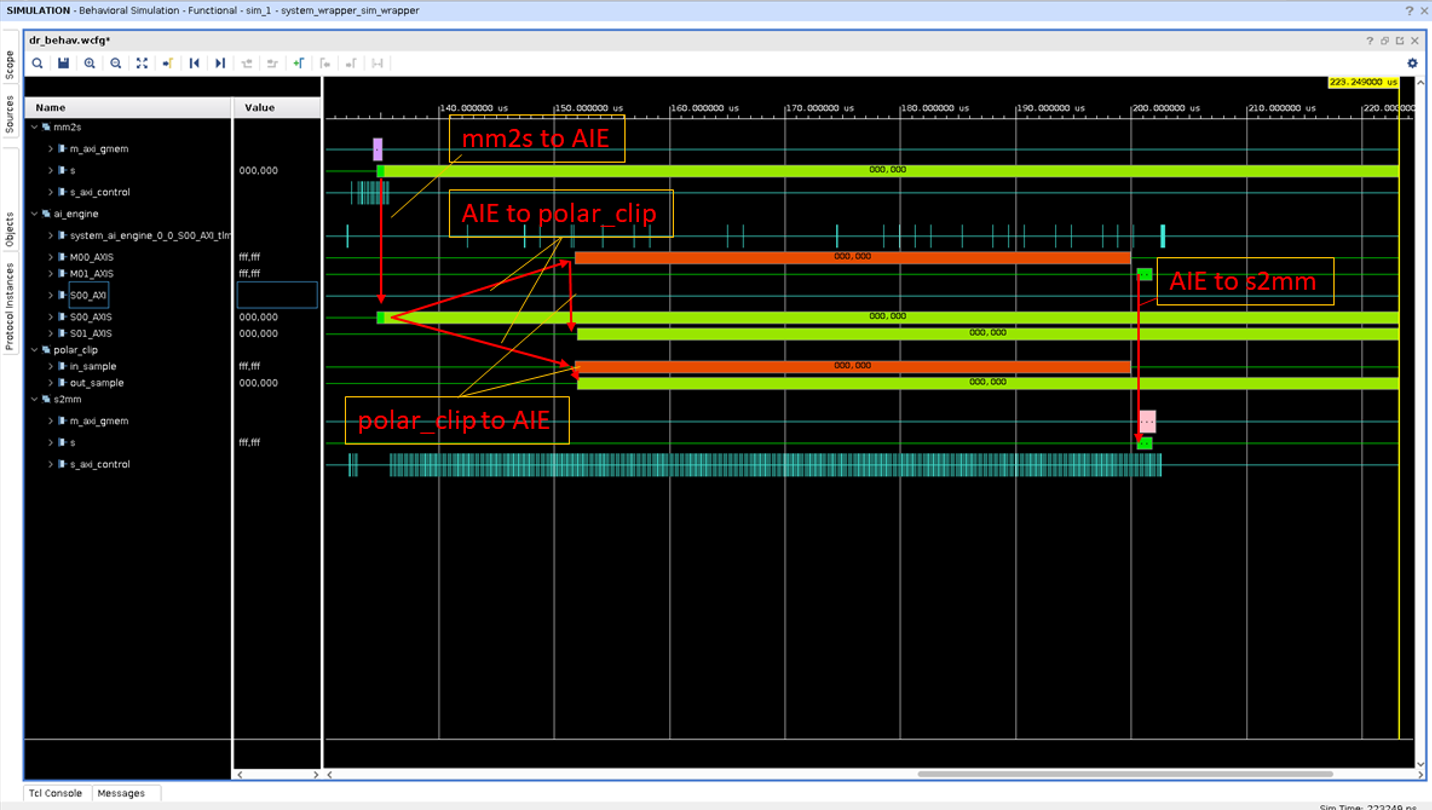 SIMULATION - Behavioral Simulation - Functional - sim_1 - system_wrapper_sim_wrapper
dr_behav.wcfg*
Scope
Sources
Objects
Protocol Instances
223.249000 us
Name Value
140.000000 us 150.000000 us 160.000000 us 170.000000 us 180.000000 us 190.000000 us 200.000000 us 210.000000 us 220.0000
mm2s
mm2s to AIE
m_axi_gmem
s 000,000 000,000
s_axi_control
AIE to polar_clip
ai_engine
system_ai_engine_0_0_S00_AXI_tlm
M00_AXIS fff,fff 000,000
M01_AXIS fff,fff
AIE to s2mm
S00_AXI
S00_AXIS 000,000 000,000
S01_AXIS 000,000 000,000
polar_clip
in_sample fff,fff 000,000
out_sample 000,000 000,000
s2mm
polar_clip to AIE
m_axi_gmem
s fff,fff
s_axi_control
Tcl Console Messages
Sim Time: 223249 ns